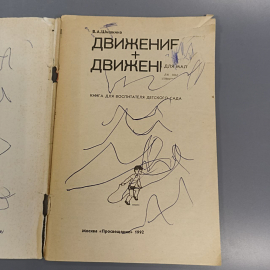 В.А.Шишкина
ДВИЖЕНИЕ
+
ДВИЖЕНИ
КНИГА ДЛЯ ВОСПИТАТЕЛЯ ДЕТСКОГО САДА
Москва «Просвещение» 1992